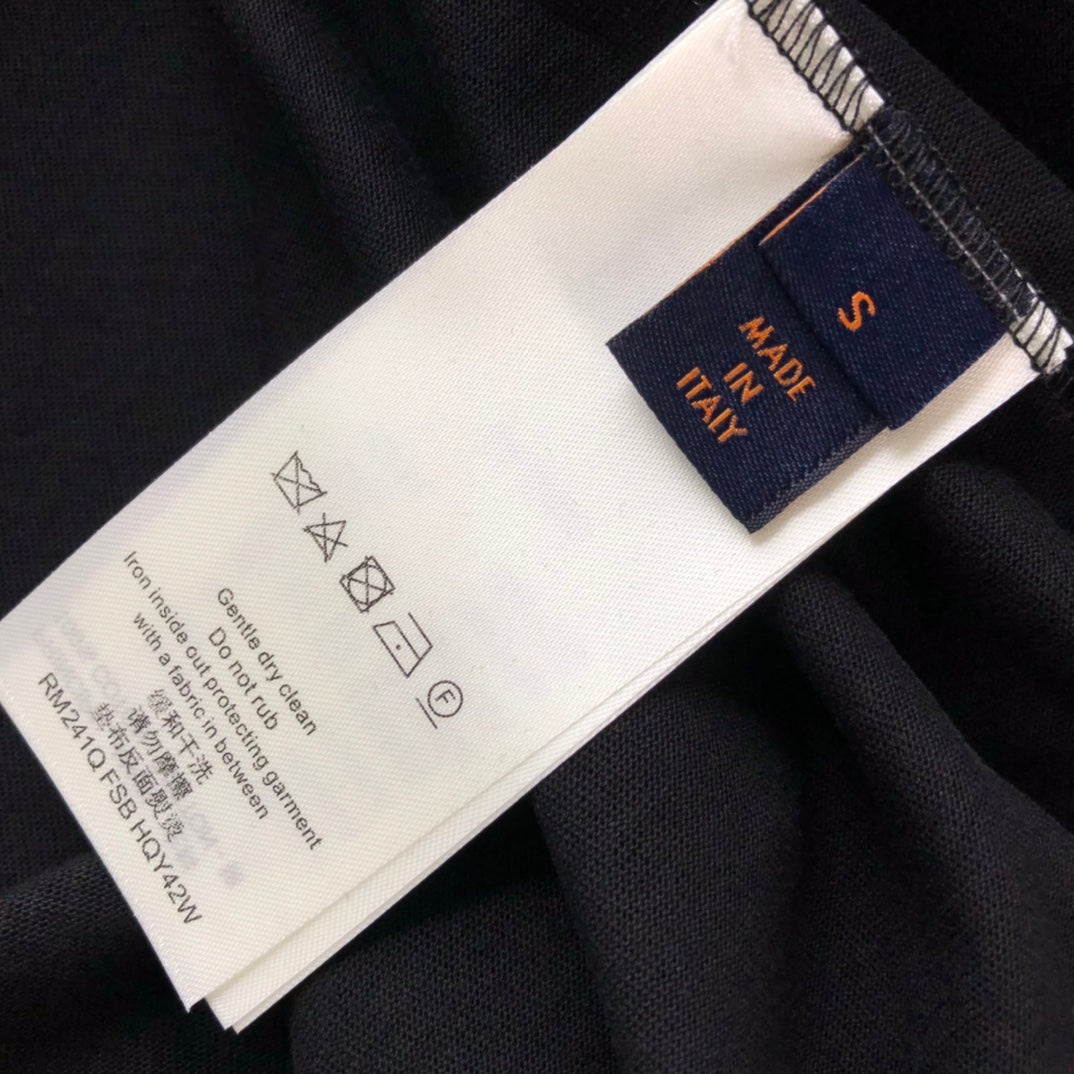 S
MADE
IN
ITALY
F
Gentle dry clean
Do not rub
Iron inside out protecting garment
with a fabric in between
缓和干洗
请勿摩擦
垫布反面熨烫
RM241Q FSB HQY42W